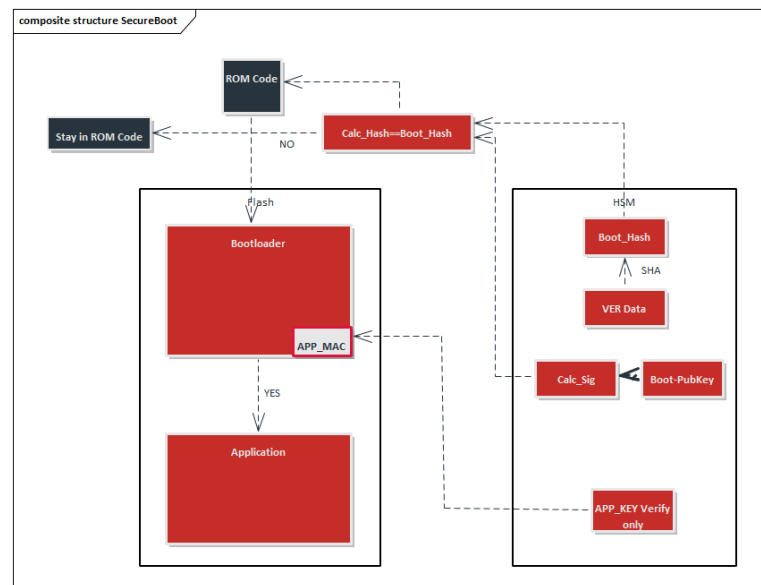 composite structure SecureBoot
ROM Code
Stay in ROM Code
Calc_Hash==Boot_Hash
NO
Flash
HSM
Bootloader
Boot_Hash
SHA
VER Data
APP_MAC
Calc_Sig
Boot-PubKey
YES
Application
APP_KEY Verify
only